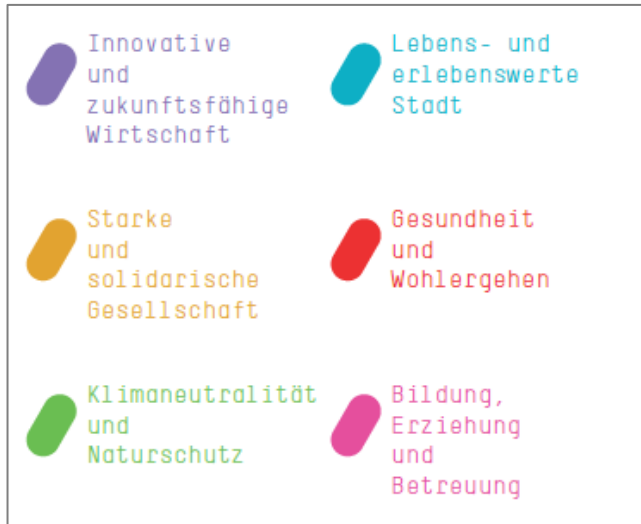 Innovative
und
zukunftsfähige
Wirtschaft
Lebens- und
erlebenswerte
Stadt
Starke
und
solidarische
Gesellschaft
Gesundheit
und
Wohlergehen
Klimaneutralität
und
Naturschutz
Bildung,
Erziehung
und
Betreuung